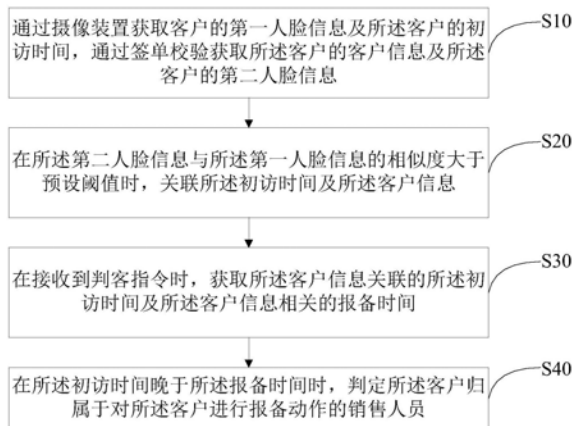 通过摄像装置获取客户的第一人脸信息及所述客户的初
访时间，通过签单校验获取所述客户的客户信息及所述
客户的第二人脸信息
S10
在所述第二人脸信息与所述第一人脸信息的相似度大于
预设阈值时，关联所述初访时间及所述客户信息
S20
在接收到判客指令时，获取所述客户信息关联的所述初
访时间及所述客户信息相关的报备时间
S30
在所述初访时间晚于所述报备时间时，判定所述客户归
属于对所述客户进行报备动作的销售人员
S40